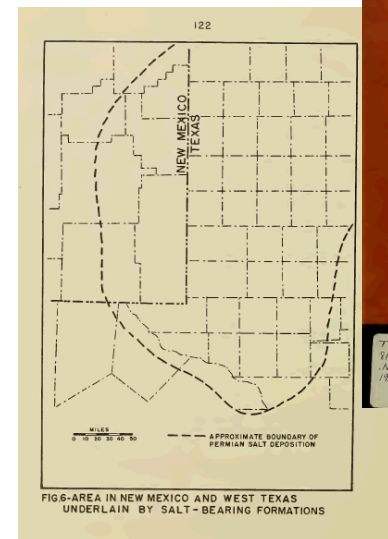 122
NEW MEXICO
TEXAS
MILES
0 10 20 30 40 50
APPROXIMATE BOUNDARY OF
PERMIAN SALT DEPOSITION
FIG.6-AREA IN NEW MEXICO AND WEST TEXAS
UNDERLAIN BY SALT-BEARING FORMATIONS